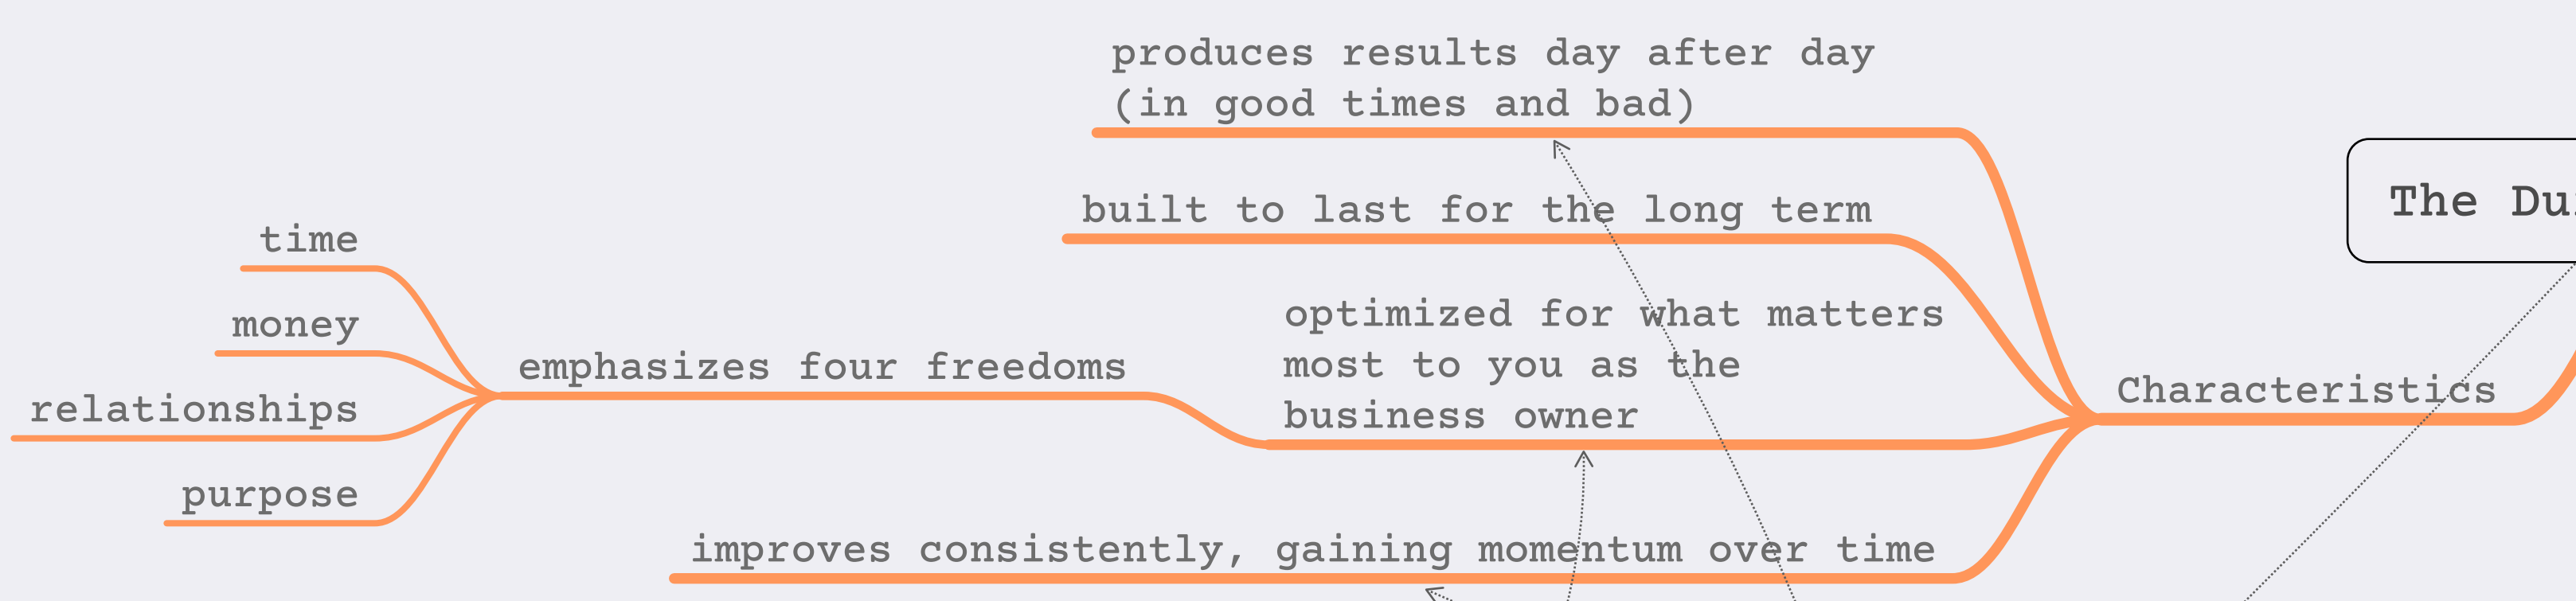 produces results day after day
(in good times and bad)
built to last for the long term
time
optimized for what matters
money
most to you as the
emphasizes four freedoms
business owner
Characteristics
relationships
purpose
improves consistently, gaining momentum over time
The